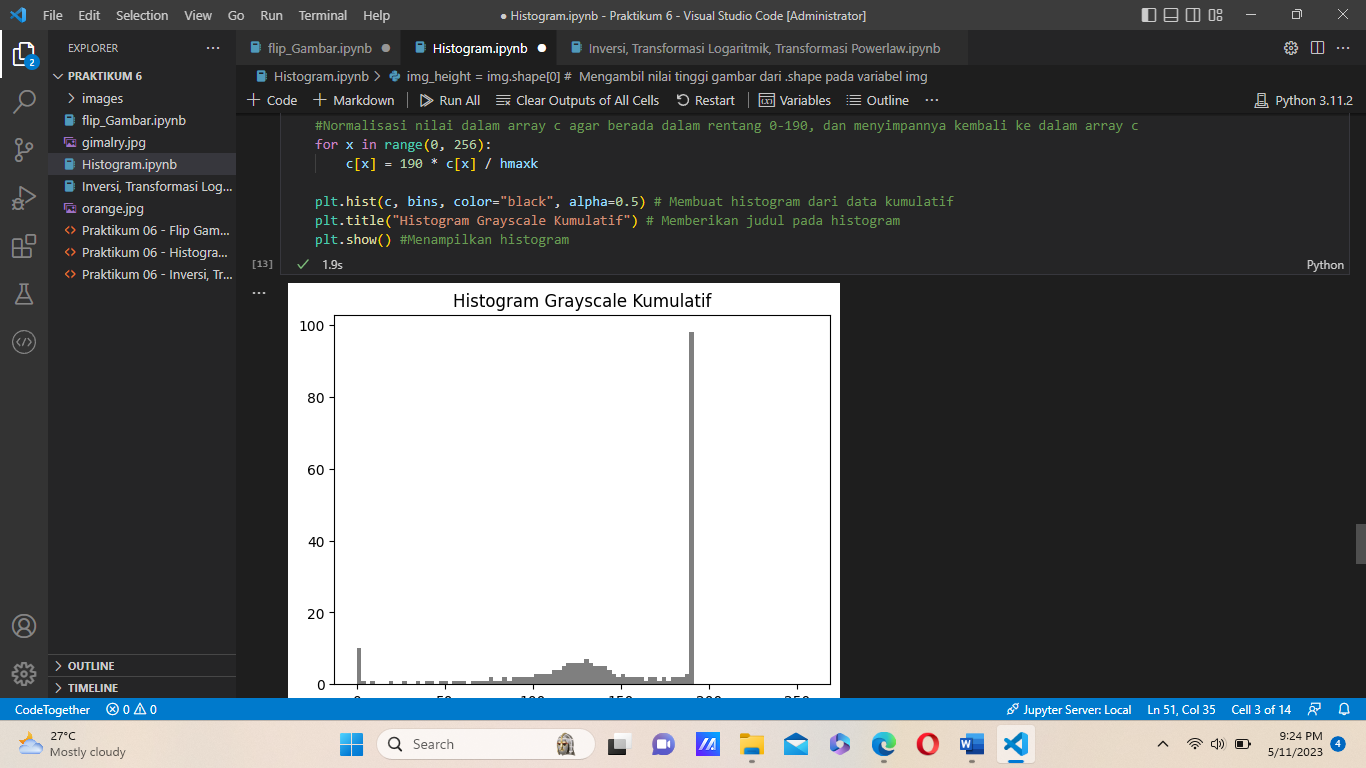 File Edit Selection View Go Run Terminal Help
● Histogram.ipynb - Praktikum 6 - Visual Studio Code [Administrator]
EXPLORER
PRAKTIKUM 6
images
flip_Gambar.ipynb
gimalry.jpg
Histogram.ipynb
Inversi, Transformasi Log...
orange.jpg
Praktikum 06 - Flip Gam...
Praktikum 06 - Histogra...
Praktikum 06 - Inversi, Tr...
OUTLINE
TIMELINE
2
flip_Gambar.ipynb
Histogram.ipynb
Inversi, Transformasi Logaritmik, Transformasi Powerlaw.ipynb
Histogram.ipynb > img_height = img.shape[0] # Mengambil nilai tinggi gambar dari .shape pada variabel img
+ Code + Markdown Run All Clear Outputs of All Cells Restart Variables Outline ... Python 3.11.2
#Normalisasi nilai dalam array c agar berada dalam rentang 0-190, dan menyimpannya kembali ke dalam array c
for x in range(0, 256):
c[x] = 190 * c[x] / hmaxk
plt.hist(c, bins, color="black", alpha=0.5) # Membuat histogram dari data kumulatif
plt.title("Histogram Grayscale Kumulatif") # Memberikan judul pada histogram
plt.show() #Menampilkan histogram
[13] 1.9s Python
Histogram Grayscale Kumulatif
100
80
60
40
20
0
0 50 100 150 200 250
CodeTogether 0 0 Jupyter Server: Local Ln 51, Col 35 Cell 3 of 14
27°C
Mostly cloudy
Search
9:24 PM
5/11/2023
4